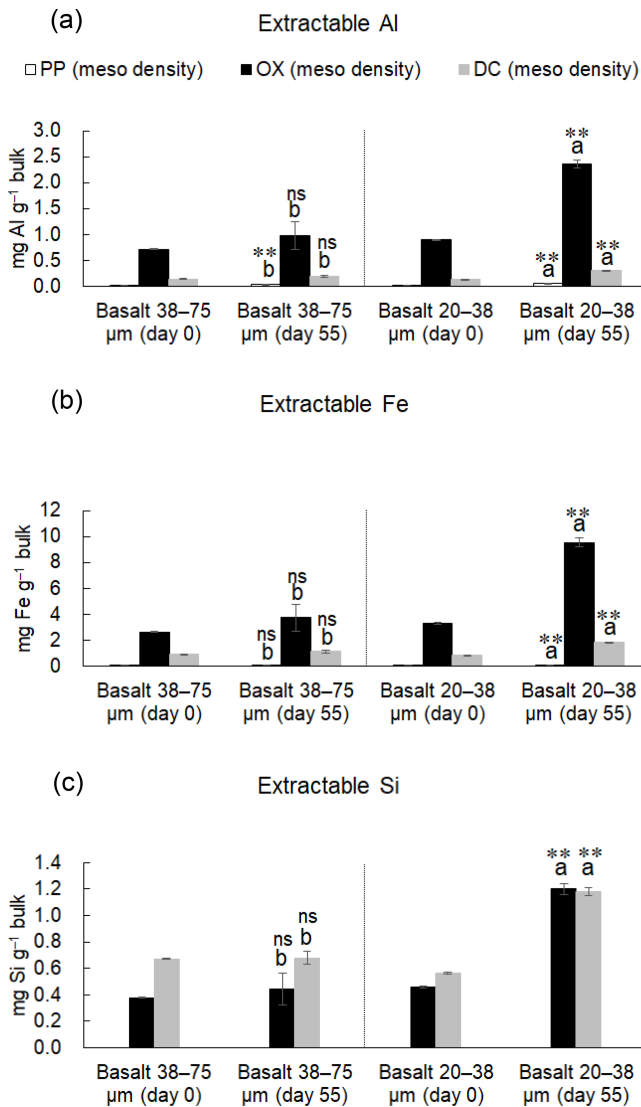 (a)
Extractable Al
PP (meso density) OX (meso density) DC (meso density)
mg Al g⁻¹ bulk
3.0
2.5
2.0
1.5
1.0
0.5
0.0
**
b
ns
b
ns
b
**
a
**
a
**
a
Basalt 38–75
µm (day 0)
Basalt 38–75
µm (day 55)
Basalt 20–38
µm (day 0)
Basalt 20–38
µm (day 55)
(b)
Extractable Fe
mg Fe g⁻¹ bulk
12
10
8
6
4
2
0
ns
b
ns
b
ns
b
**
a
**
a
**
a
Basalt 38–75
µm (day 0)
Basalt 38–75
µm (day 55)
Basalt 20–38
µm (day 0)
Basalt 20–38
µm (day 55)
(c)
Extractable Si
mg Si g⁻¹ bulk
1.4
1.2
1.0
0.8
0.6
0.4
0.2
0.0
ns
b
ns
b
** **
a a
Basalt 38–75
µm (day 0)
Basalt 38–75
µm (day 55)
Basalt 20–38
µm (day 0)
Basalt 20–38
µm (day 55)